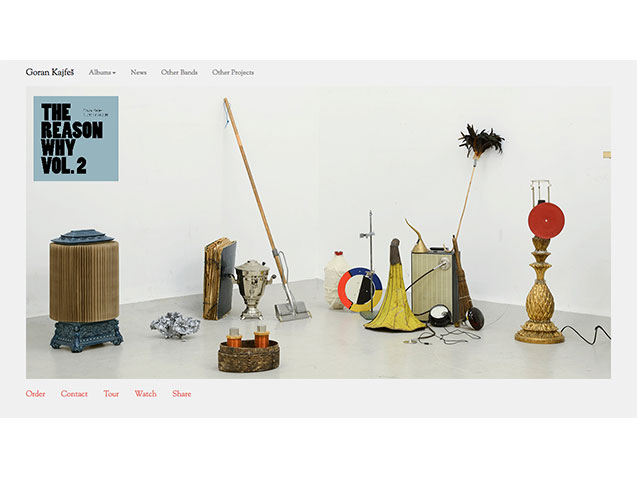 Goran Kajfeš
Albums
News
Other Bands
Other Projects
THE
REASON
WHY
VOL. 2
Order
Contact
Tour
Watch
Share